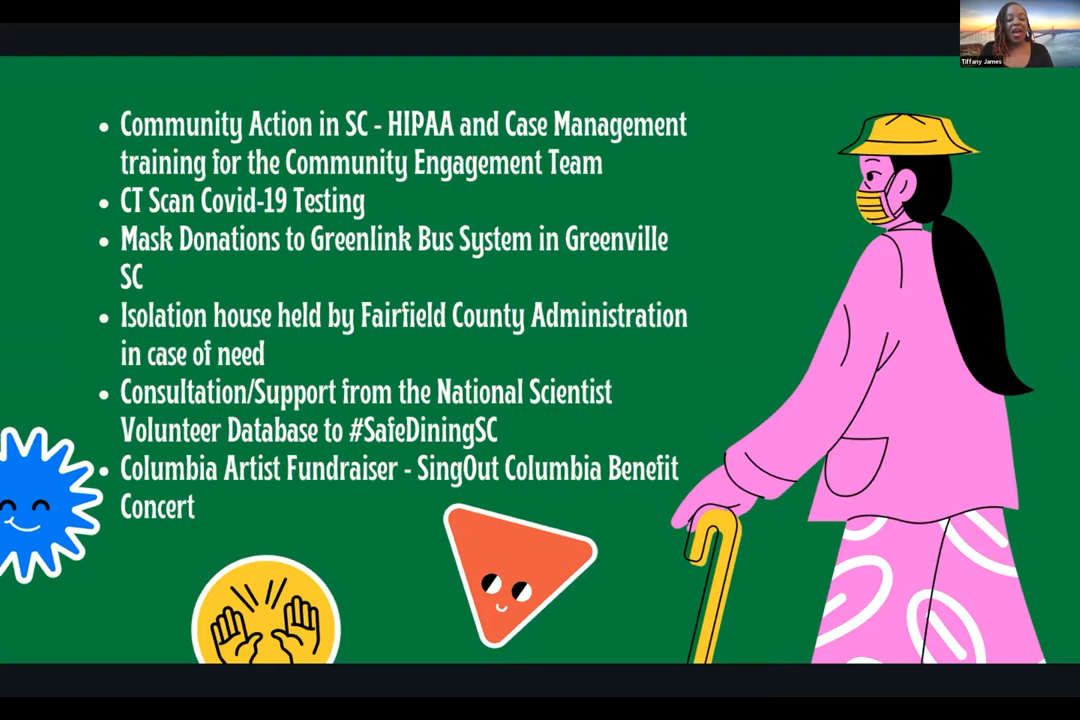 Tiffany James
Community Action in SC - HIPAA and Case Management
training for the Community Engagement Team
CT Scan Covid-19 Testing
Mask Donations to Greenlink Bus System in Greenville
SC
Isolation house held by Fairfield County Administration
in case of need
Consultation/Support from the National Scientist
Volunteer Database to #SafeDiningSC
Columbia Artist Fundraiser - SingOut Columbia Benefit
Concert